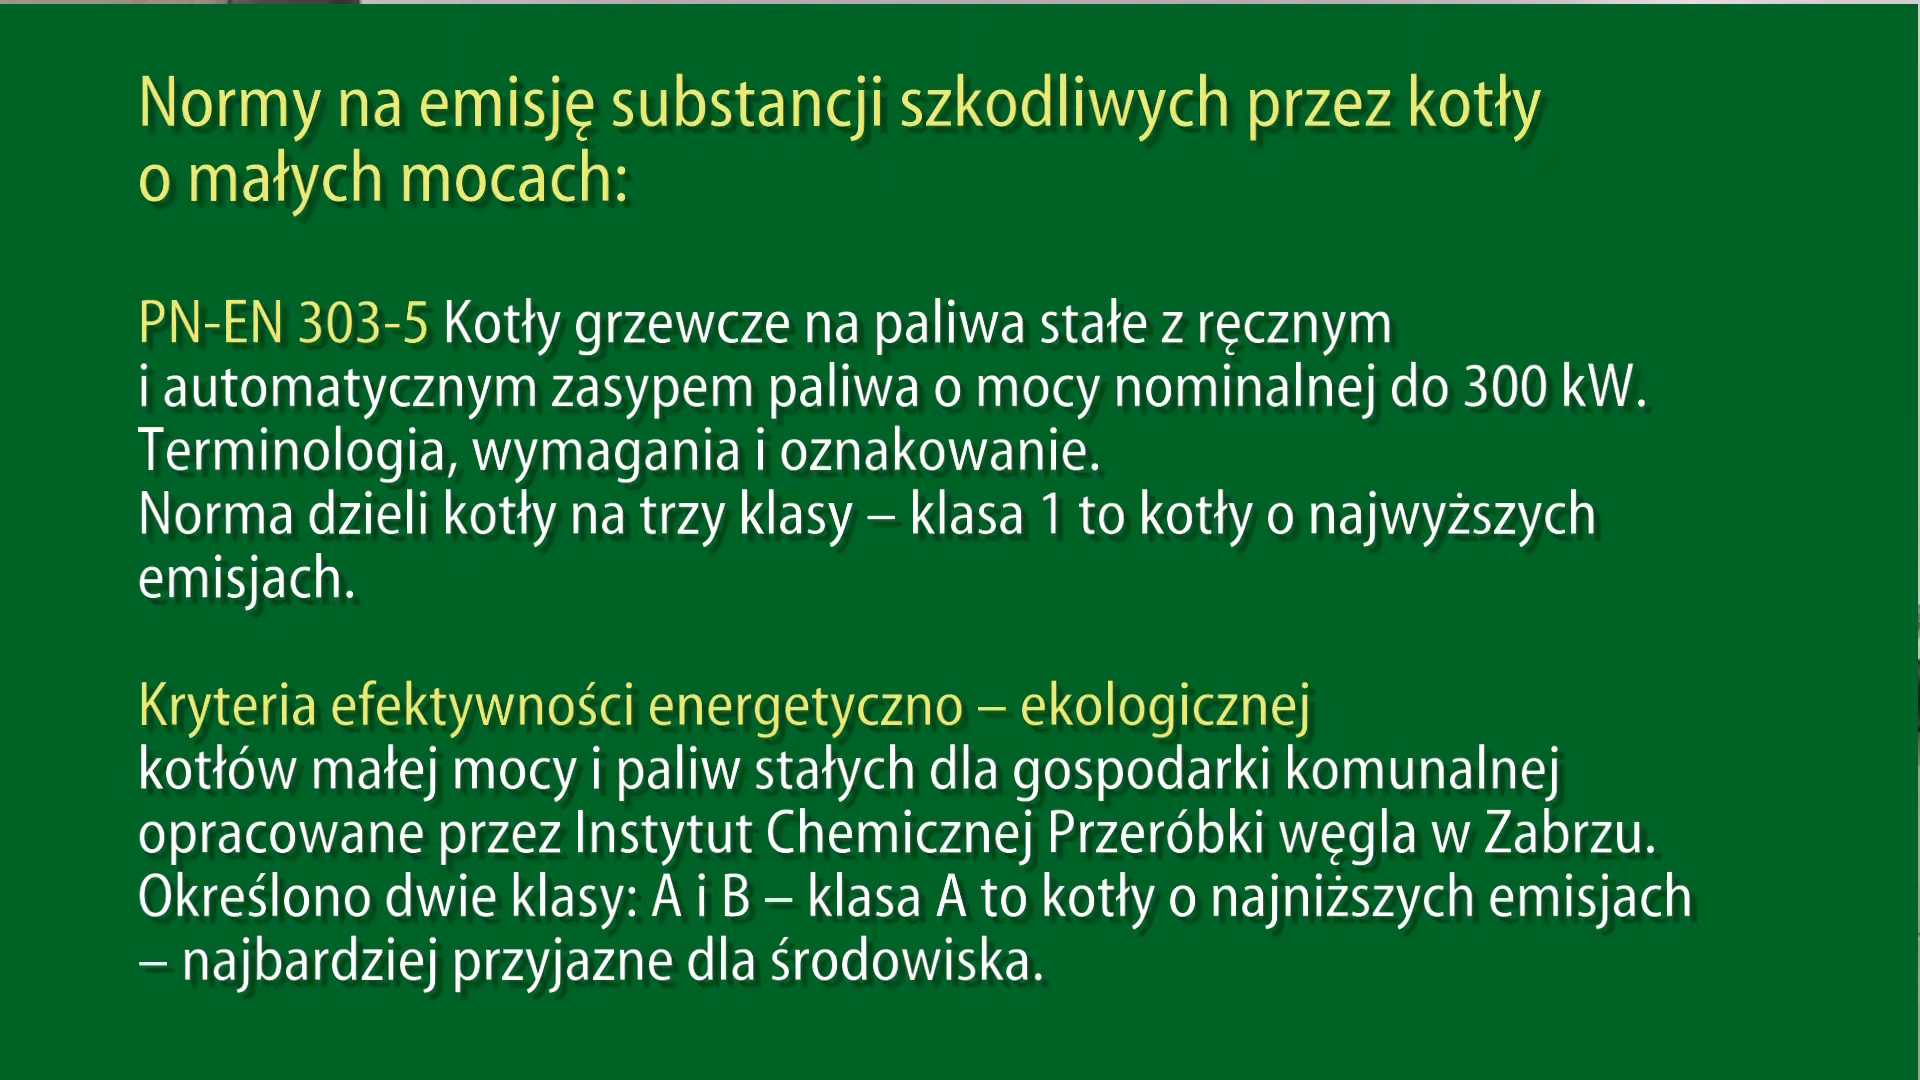 Normy na emisję substancji szkodliwych przez kotły
o małych mocach:
PN-EN 303-5 Kotły grzewcze na paliwa stałe z ręcznym
i automatycznym zasypem paliwa o mocy nominalnej do 300 kW.
Terminologia, wymagania i oznakowanie.
Norma dzieli kotły na trzy klasy – klasa 1 to kotły o najwyższych
emisjach.
Kryteria efektywności energetyczno – ekologicznej
kotłów małej mocy i paliw stałych dla gospodarki komunalnej
opracowane przez Instytut Chemicznej Przeróbki węgla w Zabrzu.
Określono dwie klasy: A i B – klasa A to kotły o najniższych emisjach
– najbardziej przyjazne dla środowiska.